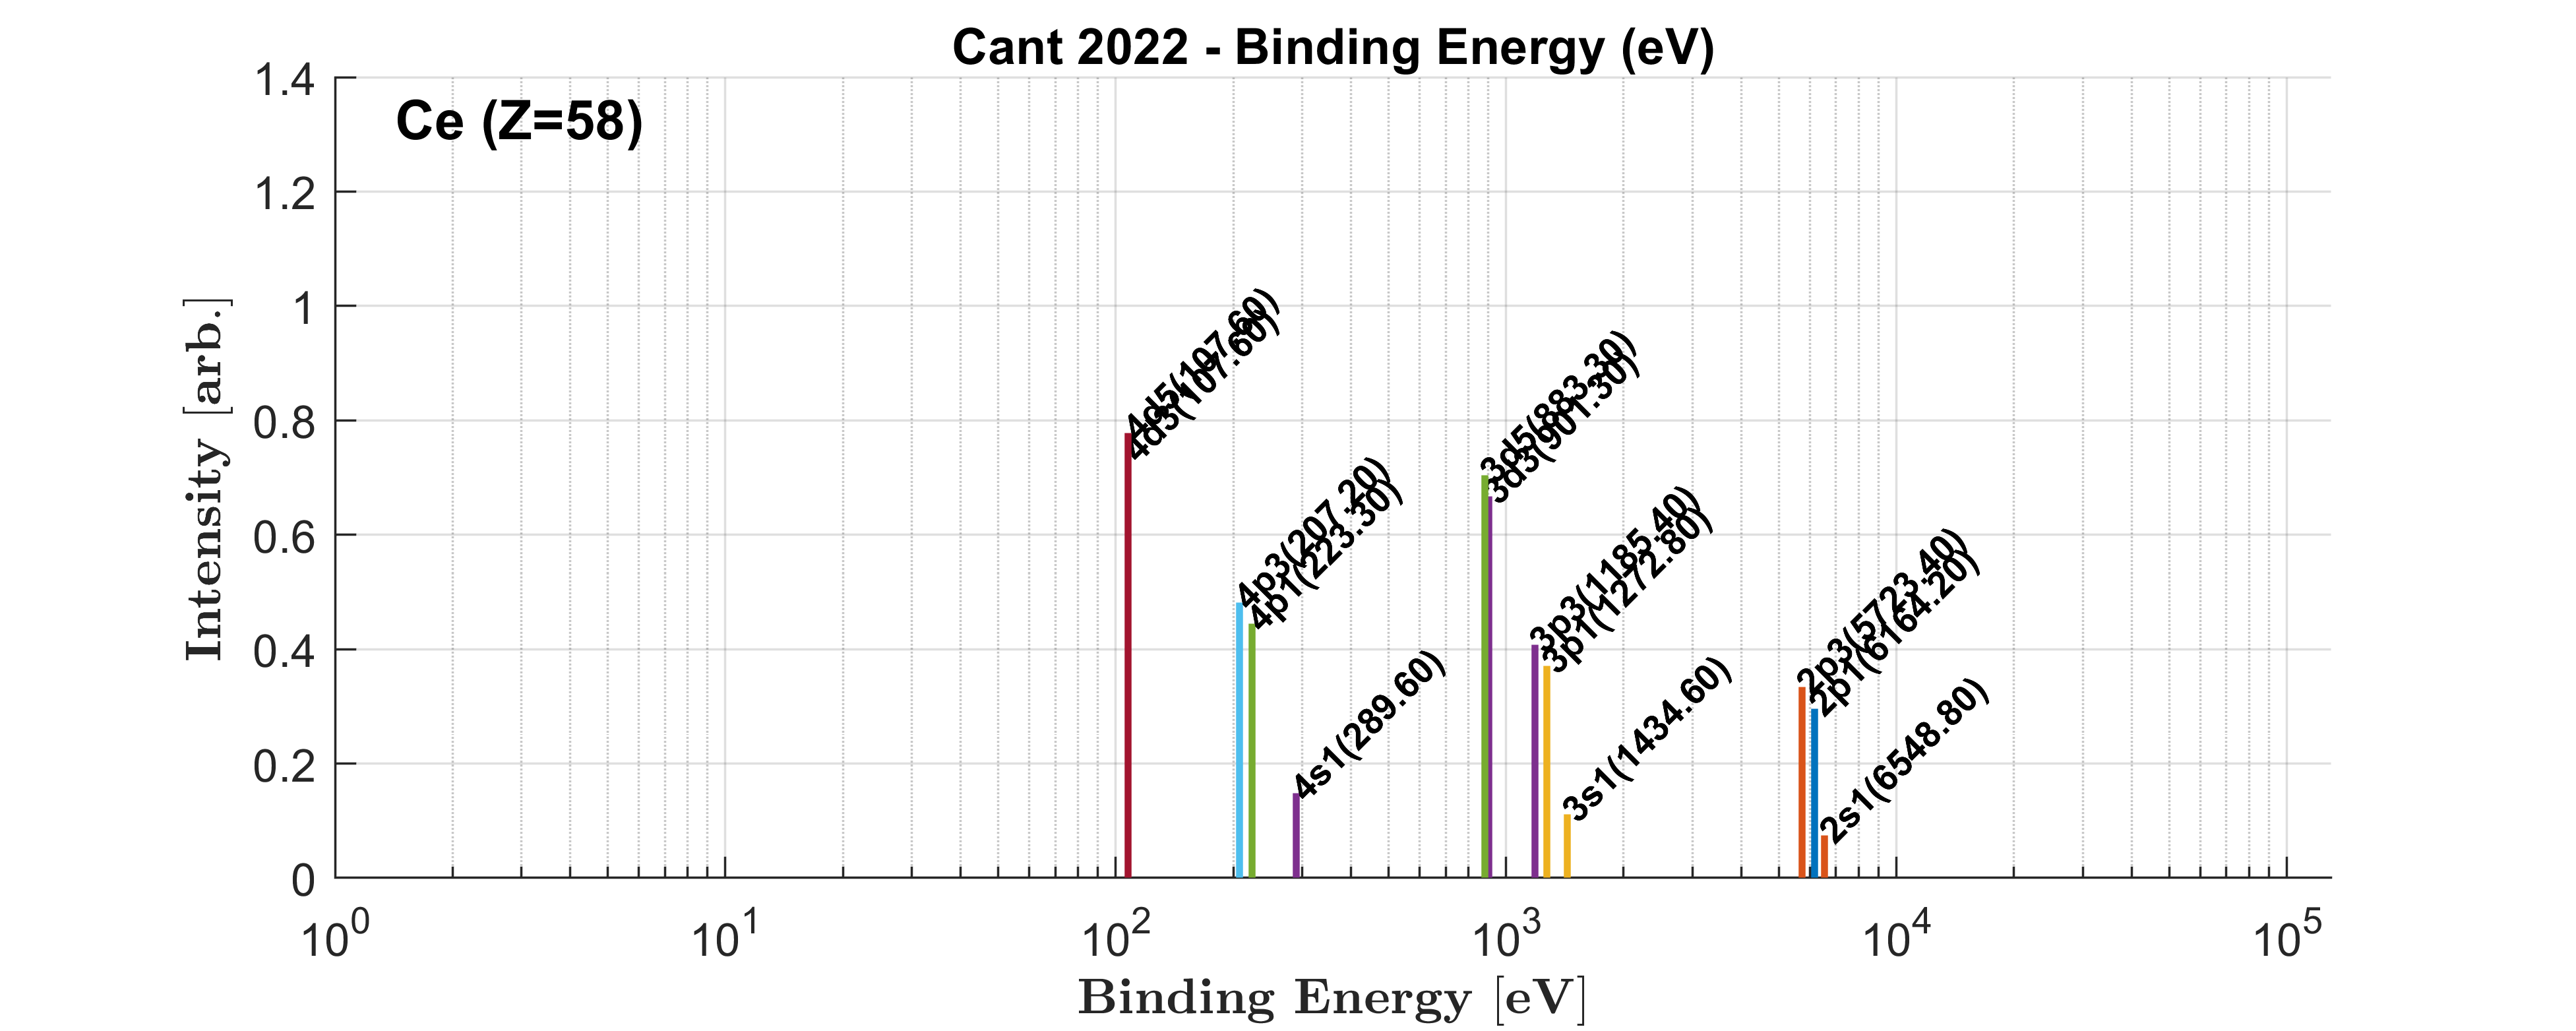 Cant 2022 - Binding Energy (eV)
Ce (Z=58)
Intensity [arb.]
1.4
1.2
1
0.8
0.6
0.4
0.2
0
4d5(107.60)
4d3(107.60)
4p3(207.20)
4p1(223.30)
4s1(289.60)
3d5(883.30)
3d3(901.30)
3p3(1185.40)
3p1(1272.80)
3s1(1434.60)
2p3(5723.40)
2p1(6164.20)
2s1(6548.80)
10^0 10^1 10^2 10^3 10^4 10^5
Binding Energy [eV]